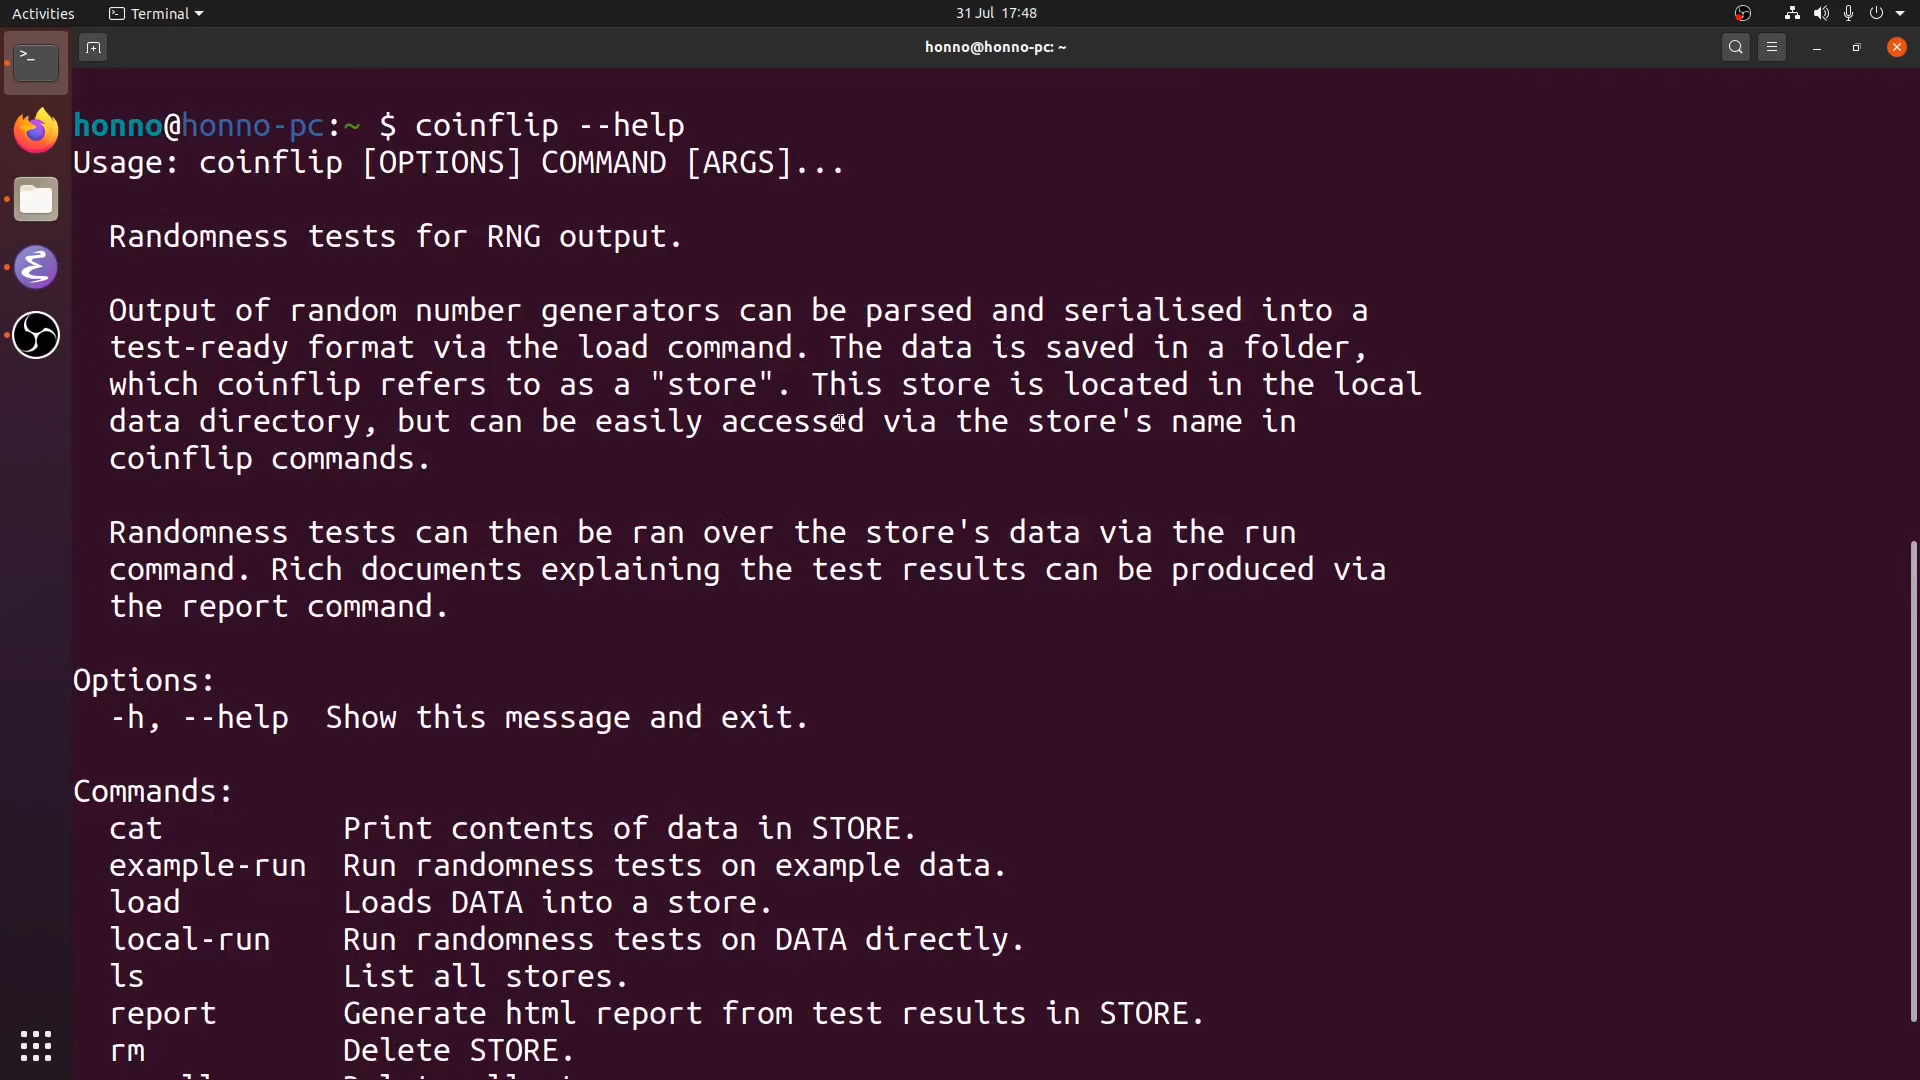 Activities
Terminal
31 Jul 17:48
honno@honno-pc: ~
honno@honno-pc:~ $ coinflip --help
Usage: coinflip [OPTIONS] COMMAND [ARGS]...
Randomness tests for RNG output.
Output of random number generators can be parsed and serialised into a
test-ready format via the load command. The data is saved in a folder,
which coinflip refers to as a "store". This store is located in the local
data directory, but can be easily accessed via the store's name in
coinflip commands.
Randomness tests can then be ran over the store's data via the run
command. Rich documents explaining the test results can be produced via
the report command.
Options:
-h, --help  Show this message and exit.
Commands:
cat  Print contents of data in STORE.
example-run  Run randomness tests on example data.
load  Loads DATA into a store.
local-run  Run randomness tests on DATA directly.
ls  List all stores.
report  Generate html report from test results in STORE.
rm  Delete STORE.